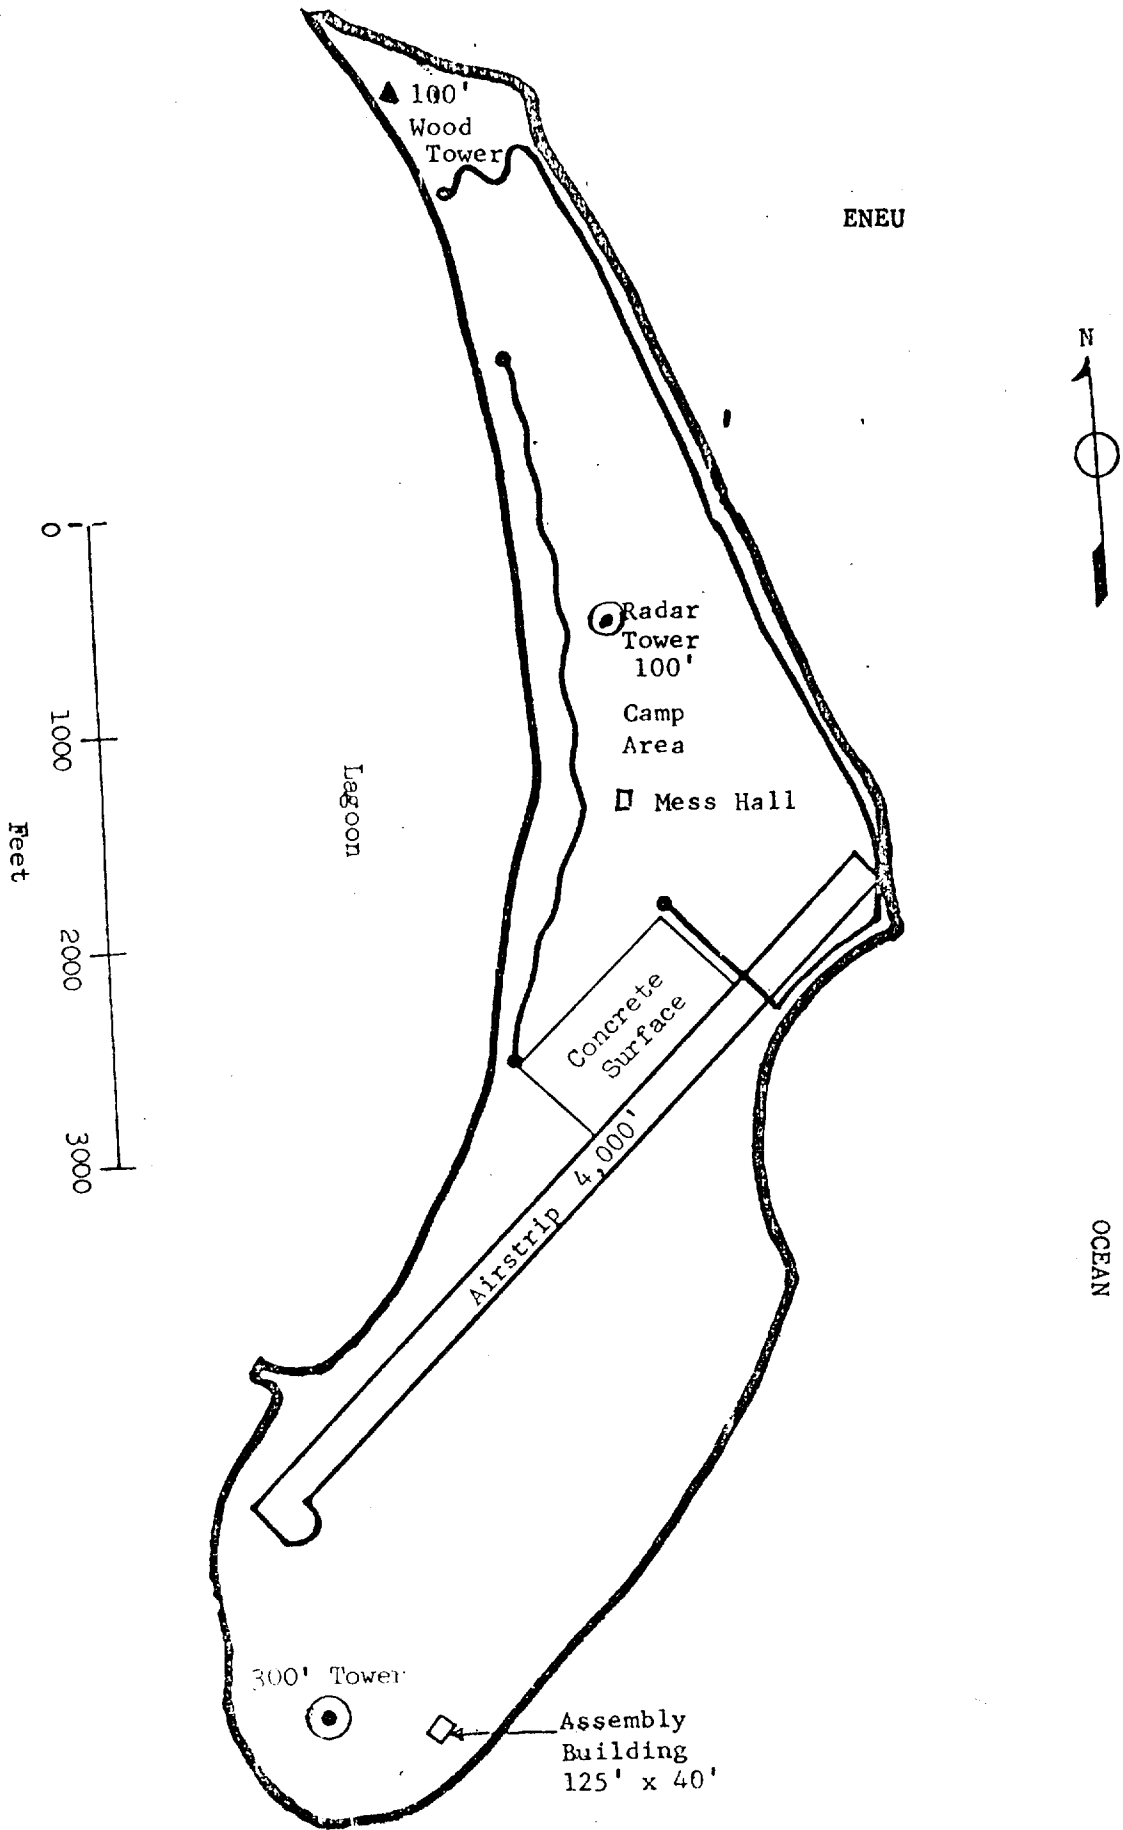 100'
Wood
Tower
ENEU
N
Radar
Tower
100'
Camp
Area
Mess Hall
Lagoon
0
1000
2000
3000
Feet
Concrete
Surface
Airstrip 4,000'
OCEAN
300' Tower
Assembly
Building
125' x 40'